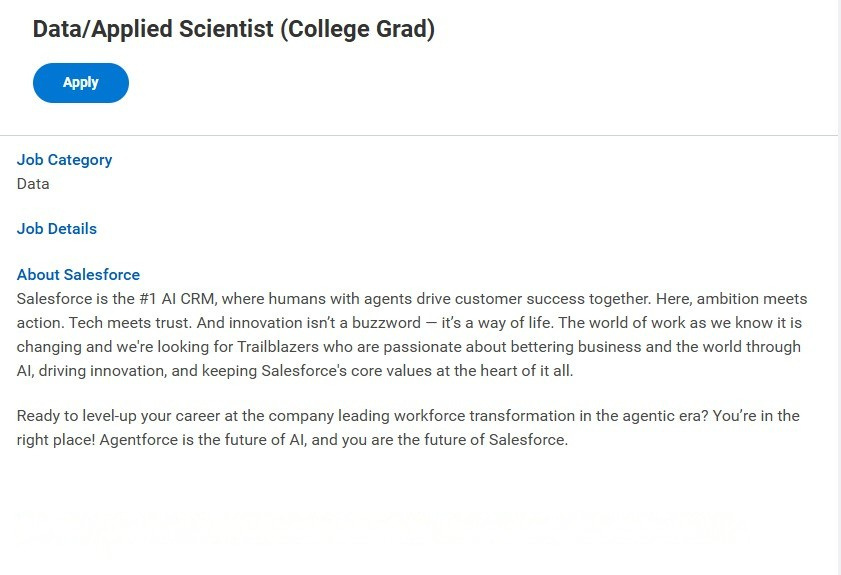 Data/Applied Scientist (College Grad)
Apply
Job Category
Data
Job Details
About Salesforce
Salesforce is the #1 AI CRM, where humans with agents drive customer success together. Here, ambition meets
action. Tech meets trust. And innovation isn’t a buzzword — it’s a way of life. The world of work as we know it is
changing and we're looking for Trailblazers who are passionate about bettering business and the world through
AI, driving innovation, and keeping Salesforce's core values at the heart of it all.
Ready to level-up your career at the company leading workforce transformation in the agentic era? You’re in the
right place! Agentforce is the future of AI, and you are the future of Salesforce.